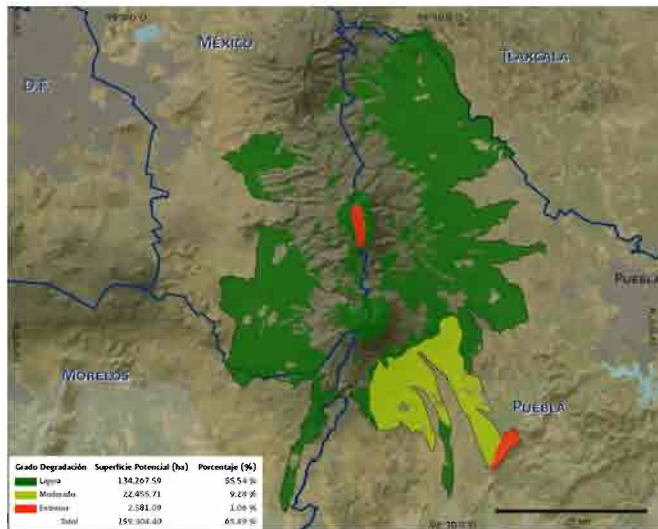 MÉXICO
TLAXCALA
D.F.
PUEBLA
MORELOS
PUEBLA
Grado Degradación Superficie Potencial (ha) Porcentaje (%)
Ligera 134,267.59 55.54 %
Moderado 22,455.71 9.28 %
Extrema 2,581.09 1.06 %
Total 159,304.40 65.89 %